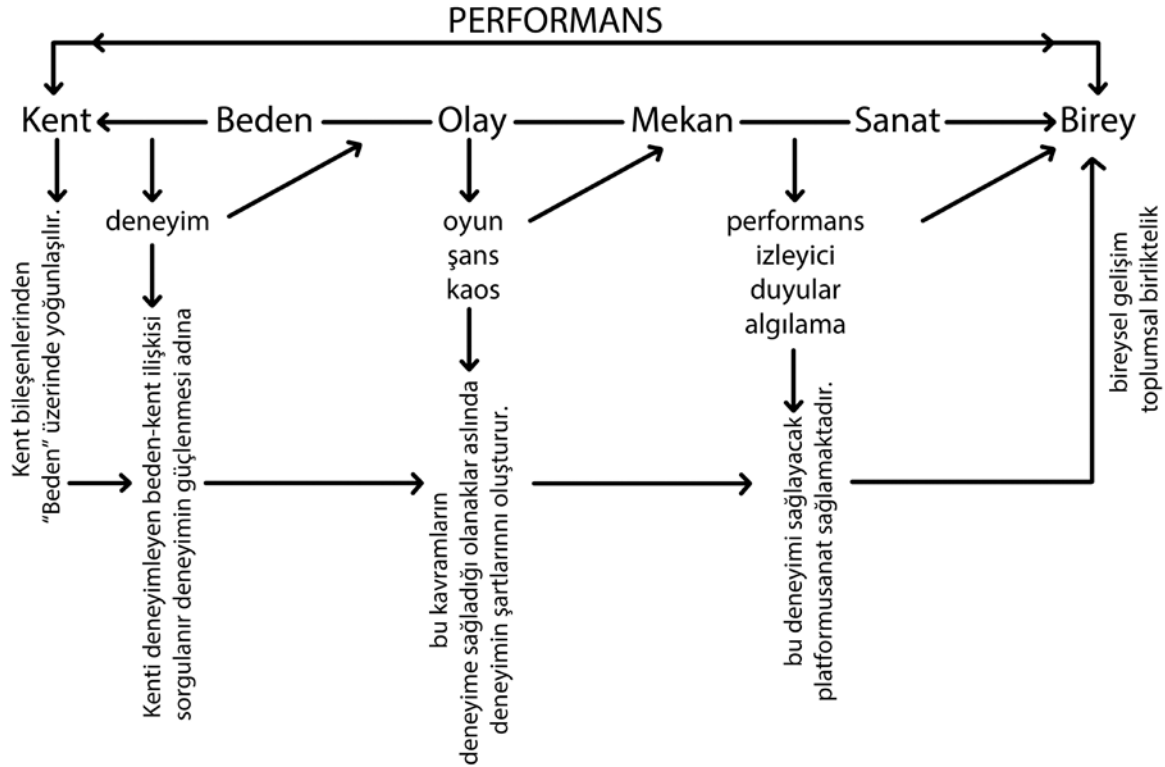 PERFORMANS
Kent
Beden
Olay
Mekan
Sanat
Birey
deneyim
oyun
şans
kaos
performans
izleyici
duyular
algılama
Kent bileşenlerinden
“Beden” üzerinde yoğunlaşılır.
Kenti deneyimleyen beden-kent ilişkisi
sorgulanır deneyimin güçlenmesi adına
bu kavramların
deneyime sağladığı olanaklar aslında
deneyimin şartlarınnı oluşturur.
bu deneyimi sağlayacak
platformusanat sağlamaktadır.
bireysel gelişim
toplumsal birliktelik